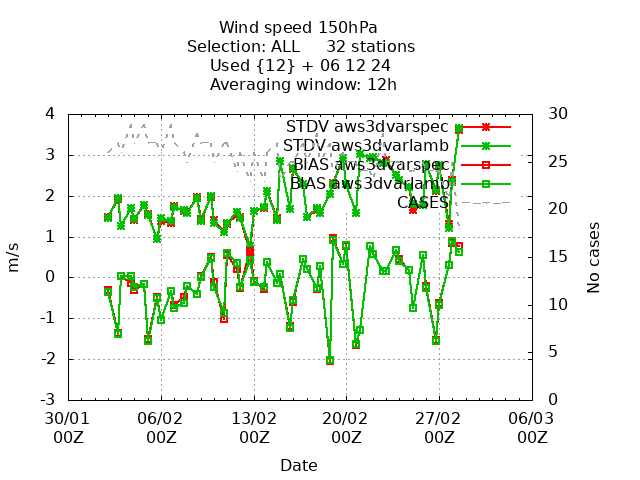 Wind speed 150hPa
Selection: ALL 32 stations
Used {12} + 06 12 24
Averaging window: 12h
4
3
2
1
0
-1
-2
-3
m/s
30
25
20
15
10
5
0
No cases
STDV aws3dvarspec
STDV aws3dvarlamb
BIAS aws3dvarspec
BIAS aws3dvarlamb
CASES
30/01 06/02 13/02 20/02 27/02 06/03
00Z 00Z 00Z 00Z 00Z 00Z
Date